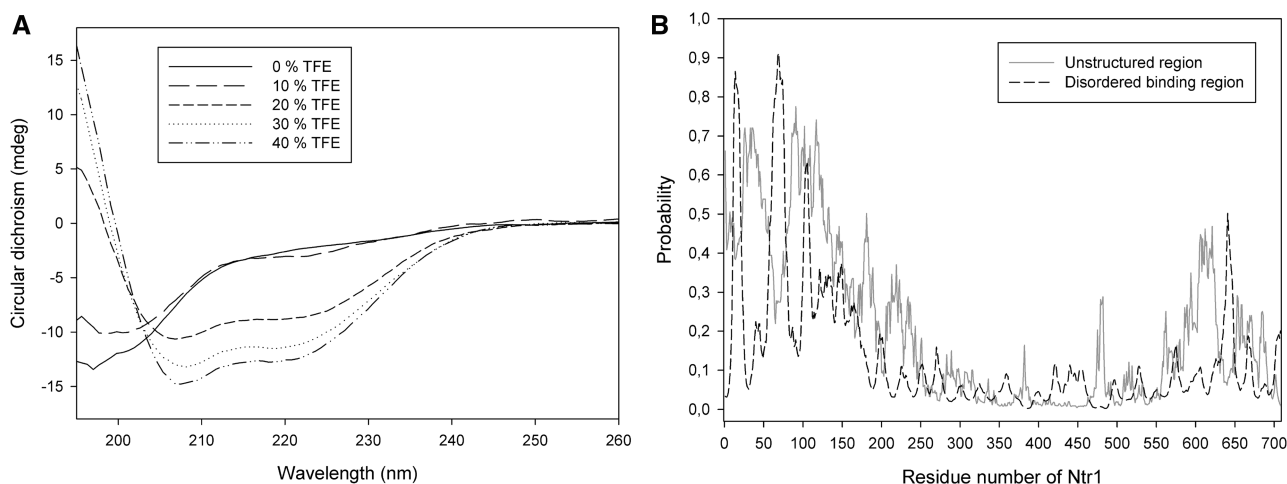 A
Circular dichroism (mdeg)
15
10
5
0
-5
-10
-15
0 % TFE
10 % TFE
20 % TFE
30 % TFE
40 % TFE
200 210 220 230 240 250 260
Wavelength (nm)
B
Probability
1,0
0,9
0,8
0,7
0,6
0,5
0,4
0,3
0,2
0,1
0,0
Unstructured region
Disordered binding region
0 50 100 150 200 250 300 350 400 450 500 550 600 650 700
Residue number of Ntr1